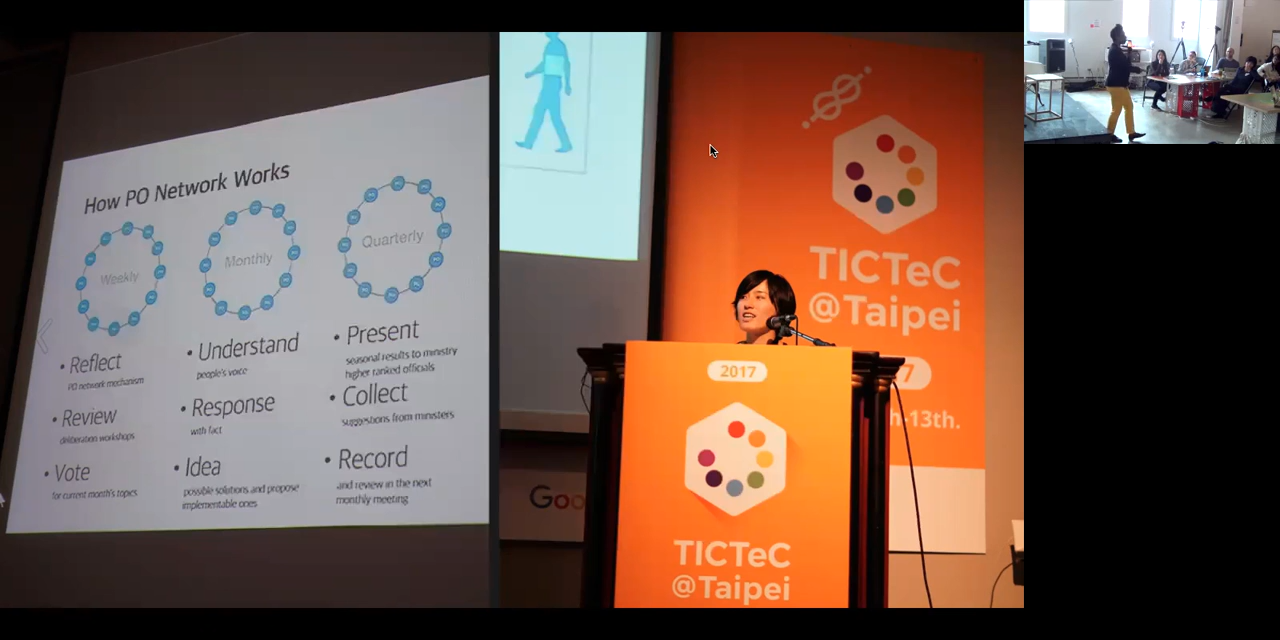 How PO Network Works
Weekly
Monthly
Quarterly
• Reflect
PO network mechanism
• Review
deliberation workshops
• Vote
for current month's topics
• Understand
people's voice
• Response
with fact
• Idea
possible solutions and propose
implementable ones
• Present
seasonal results to ministry
higher ranked officials
• Collect
suggestions from ministers
• Record
and review in the next
monthly meeting
Goo
TICTeC
@Taipei
7
h-13th.
2017
TICTeC
@Taipei